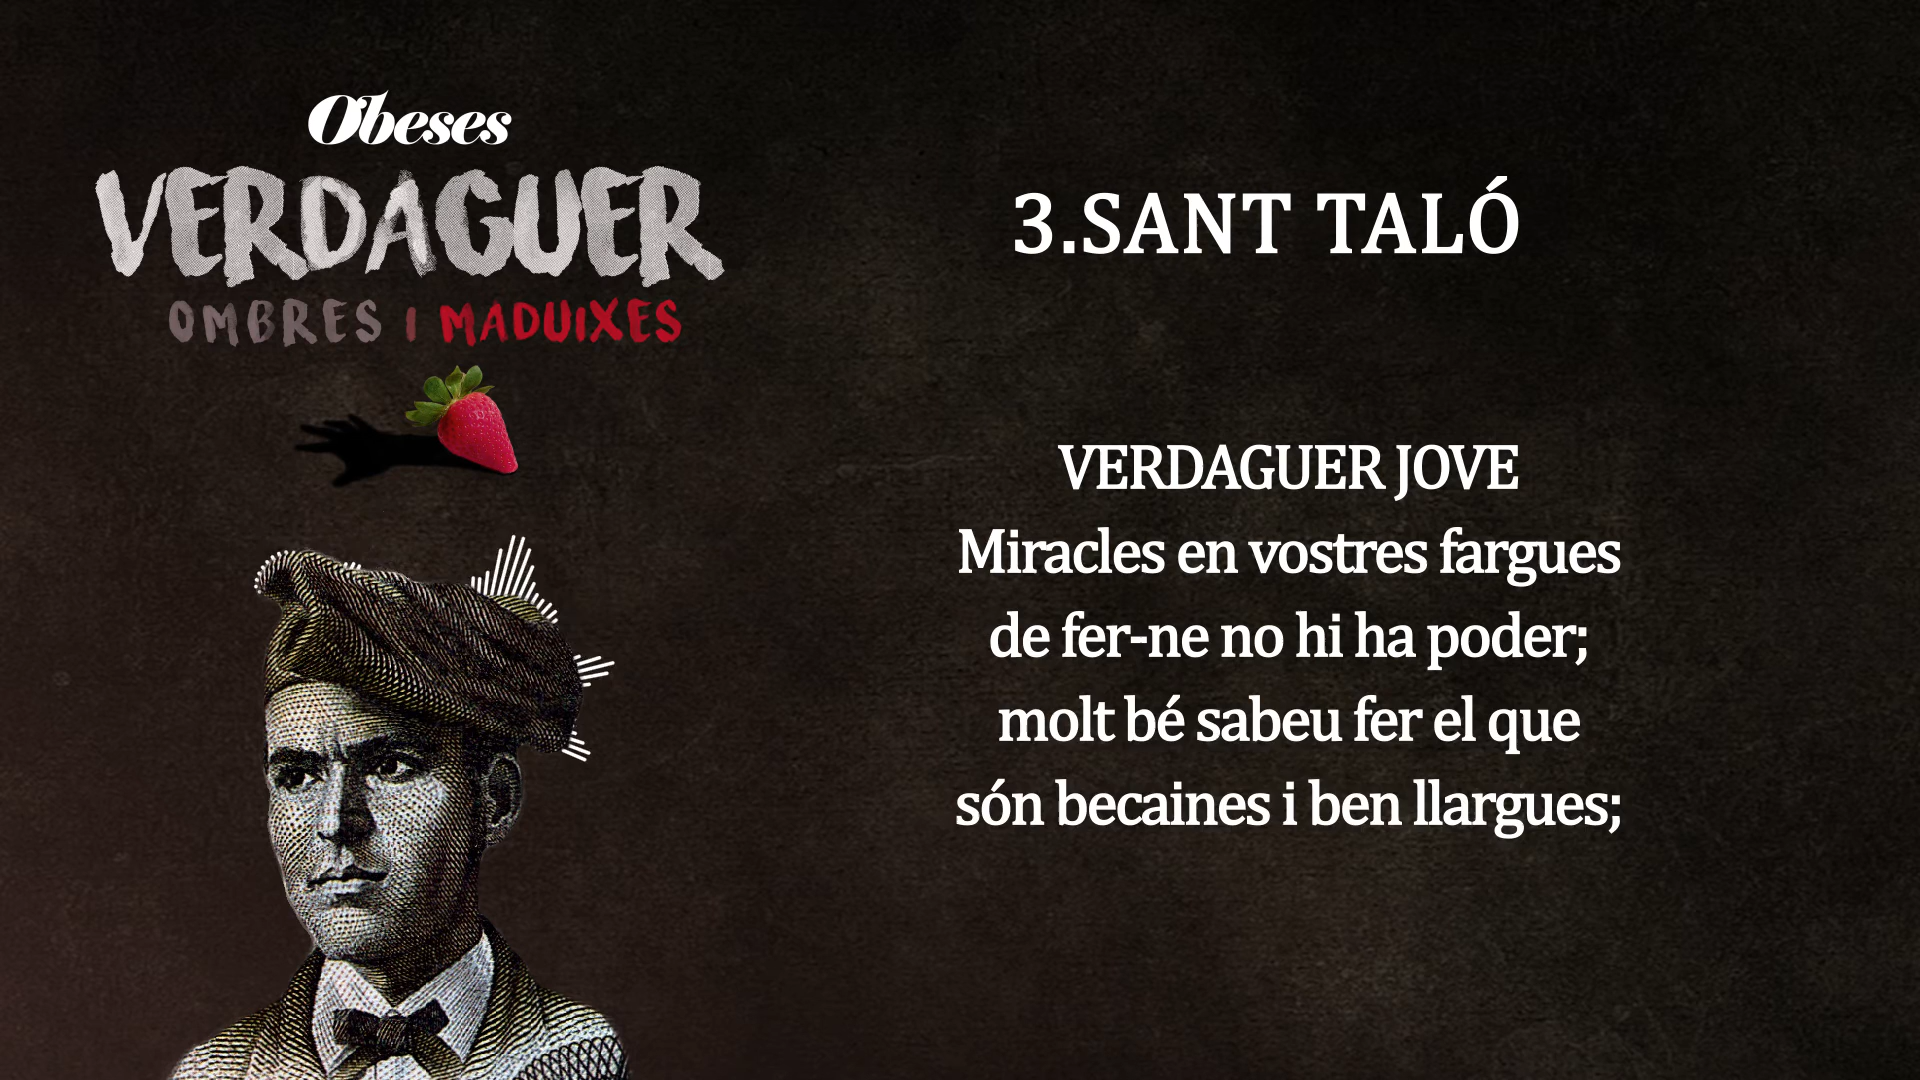 Obeses
VERDAGUER
OMBRES I MADUIXES
3.SANT TALÓ
VERDAGUER JOVE
Miracles en vostres fargues
de fer-ne no hi ha poder;
molt bé sabeu fer el que
són becaines i ben llargues;